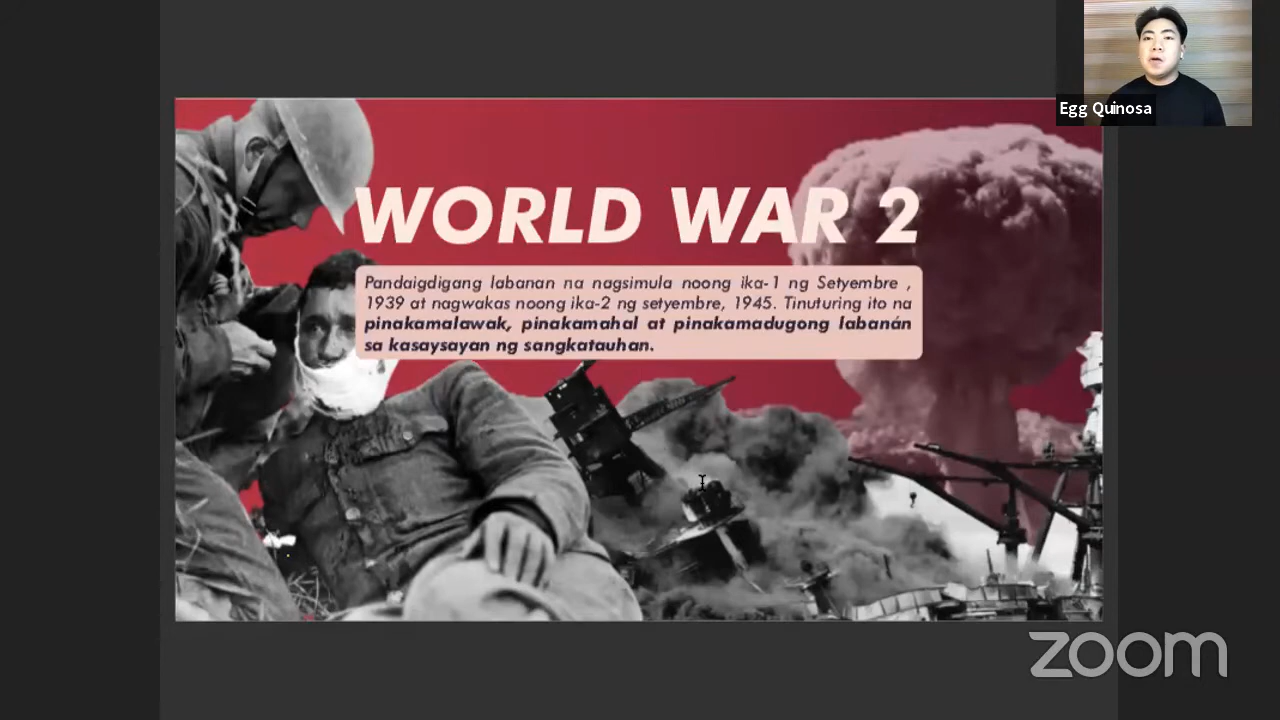 Egg Quinosa
WORLD WAR 2
Pandaigdigang labanan na nagsimula noong ika-1 ng Setyembre ,
1939 at nagwakas noong ika-2 ng setyembre, 1945. Tinuturing ito na
pinakamalawak, pinakamahal at pinakamadugong labanán
sa kasaysayan ng sangkatauhan.
zoom